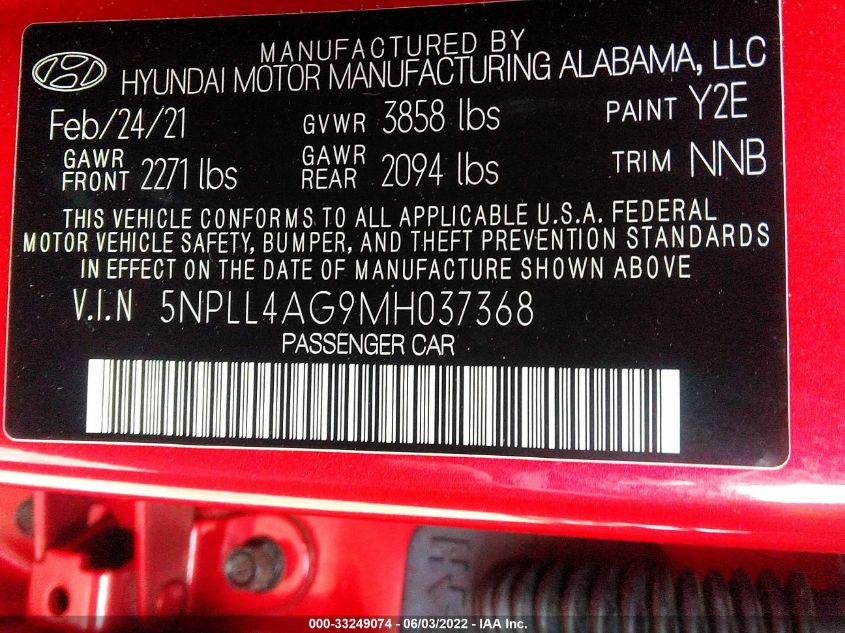 MANUFACTURED BY
HYUNDAI MOTOR MANUFACTURING ALABAMA, LLC
Feb/24/21 GVWR 3858 lbs PAINT Y2E
GAWR FRONT 2271 lbs GAWR REAR 2094 lbs TRIM NNB
THIS VEHICLE CONFORMS TO ALL APPLICABLE U.S.A. FEDERAL
MOTOR VEHICLE SAFETY, BUMPER, AND THEFT PREVENTION STANDARDS
IN EFFECT ON THE DATE OF MANUFACTURE SHOWN ABOVE
V.I.N 5NPLL4AG9MH037368
PASSENGER CAR
000-33249074 - 06/03/2022 - IAA Inc.